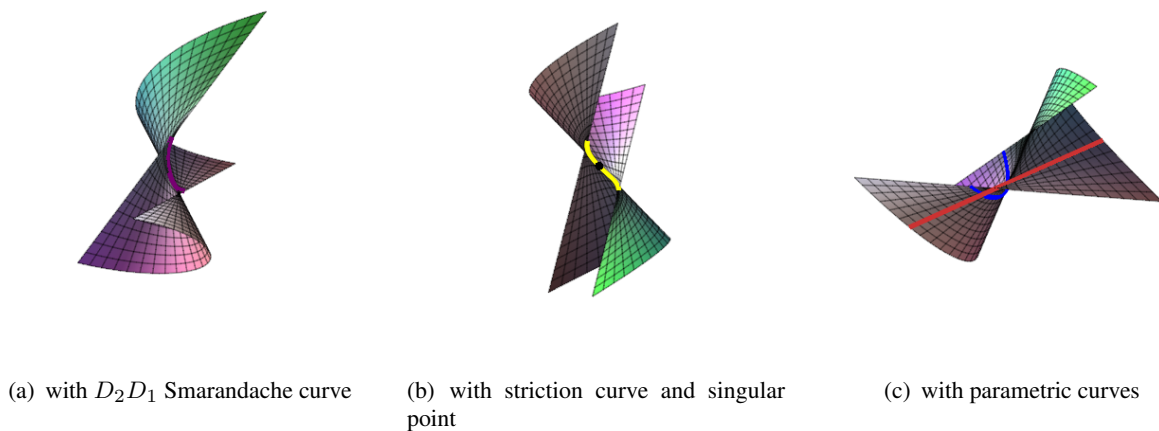 (a) with $D_2D_1$ Smarandache curve
(b) with striction curve and singular
point
(c) with parametric curves